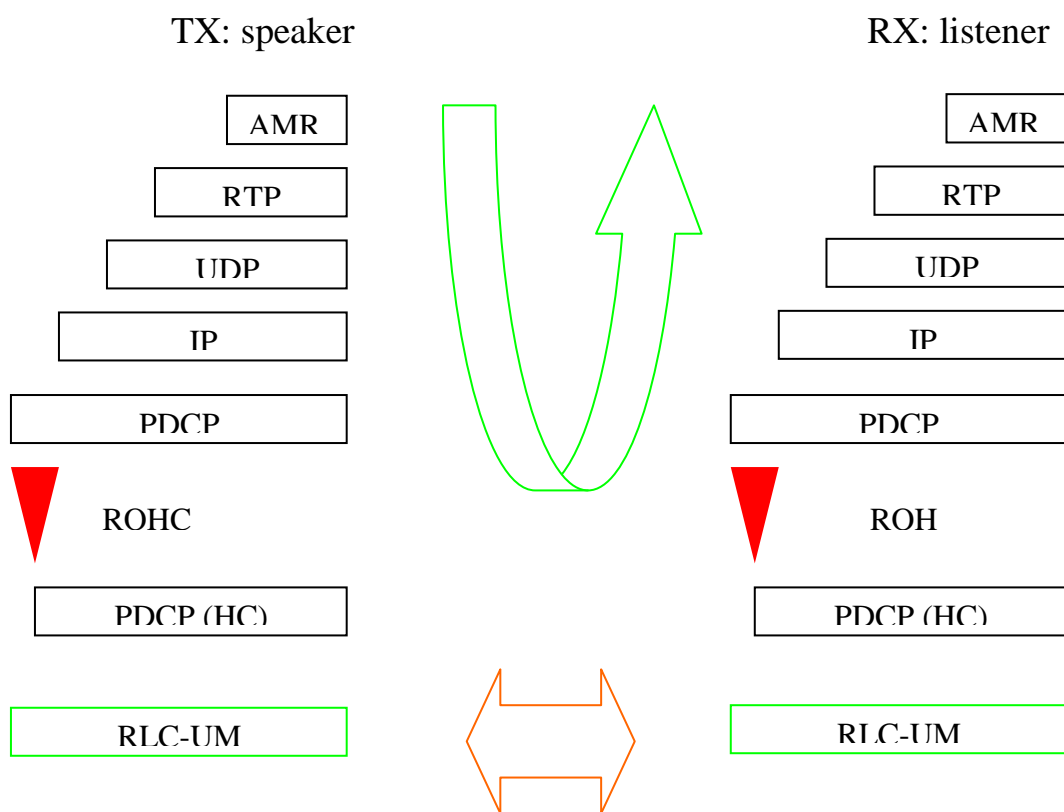 TX: speaker
RX: listener
AMR
AMR
RTP
RTP
UDP
UDP
IP
IP
PDCP
PDCP
ROHC
ROH
PDCP (HC)
PDCP (HC)
RLC-UM
RLC-UM